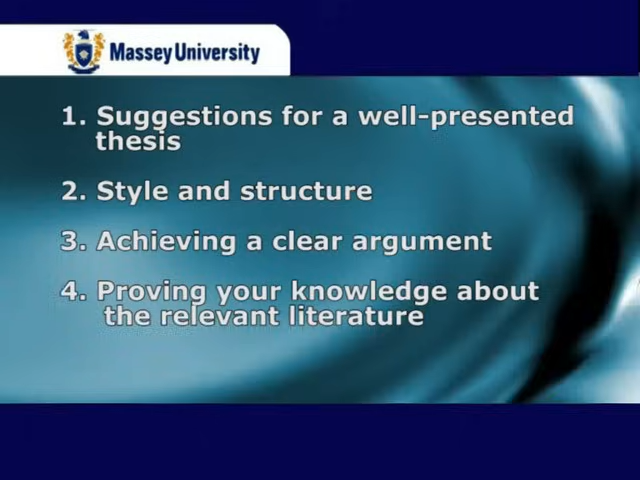 Massey University
1. Suggestions for a well-presented
thesis
2. Style and structure
3. Achieving a clear argument
4. Proving your knowledge about
the relevant literature